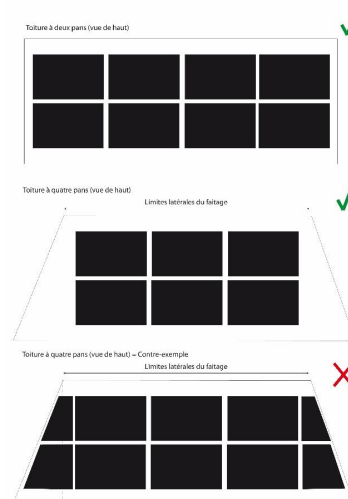 Toiture à deux pans (vue de haut)
Toiture à quatre pans (vue de haut)
Limites latérales du faitage
Toiture à quatre pans (vue de haut) – Contre-exemple
Limites latérales du faitage